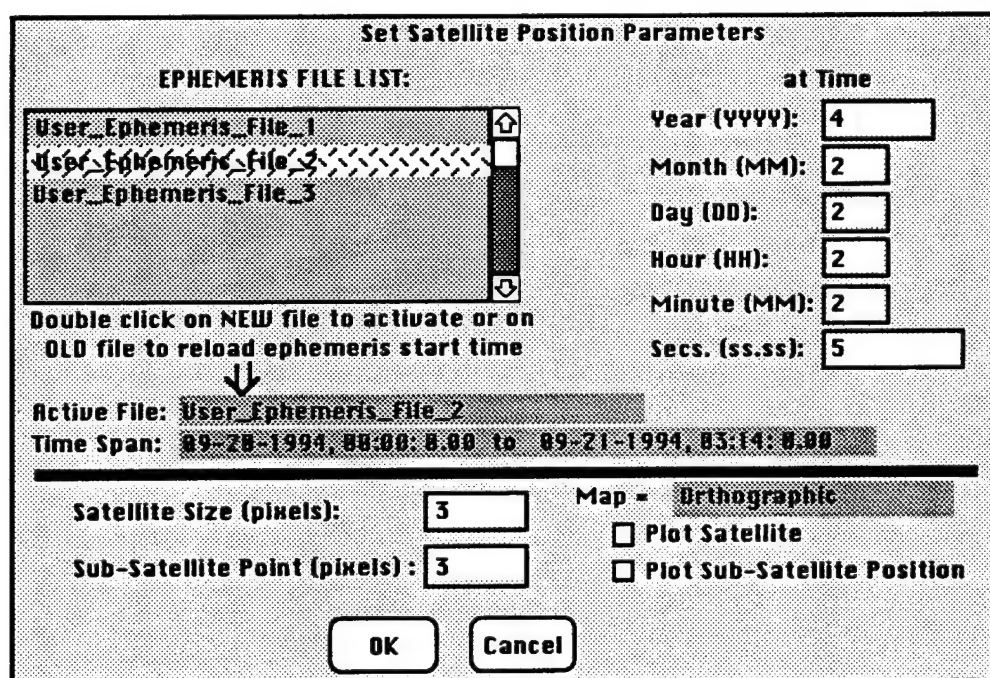 Set Satellite Position Parameters
EPHEMERIS FILE LIST:
User_Ephemeris_File_1
User_Ephemeris_File_2
User_Ephemeris_File_3
Double click on NEW file to activate or on
OLD file to reload ephemeris start time
at Time
Year (YYYY): 4
Month (MM): 2
Day (DD): 2
Hour (HH): 2
Minute (MM): 2
Secs. (ss.ss): 5
Active File: User_Ephemeris_File_2
Time Span: 09-20-1994, 00:00: 0.00 to 09-21-1994, 03:14: 0.00
Satellite Size (pixels): 3
Sub-Satellite Point (pixels) : 3
Map = Orthographic
Plot Satellite
Plot Sub-Satellite Position
OK
Cancel